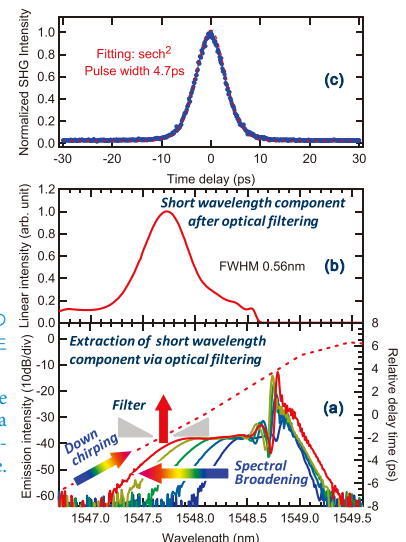 1.0
0.8
0.6
0.4
0.2
0.0
Normalized SHG Intensity
Fitting: sech2
Pulse width 4.7ps
(c)
-30 -20 -10 0 10 20 30
Time delay (ps)
1.2
1.0
0.8
0.6
0.4
0.2
0.0
Linear intensity (arb. unit)
Short wavelength component
after optical filtering
FWHM 0.56nm
(b)
0
-10
-20
-30
-40
-50
-60
Emission intensity (10dB/div)
Extraction of short wavelength
component via optical filtering
Filter
(a)
Down
chirping
Spectral
Broadening
8
6
4
2
0
-2
-4
-6
-8
Relative delay time (ps)
1547.0 1547.5 1548.0 1548.5 1549.0 1549.5
Wavelength (nm)
O
E
e
a
-
e.